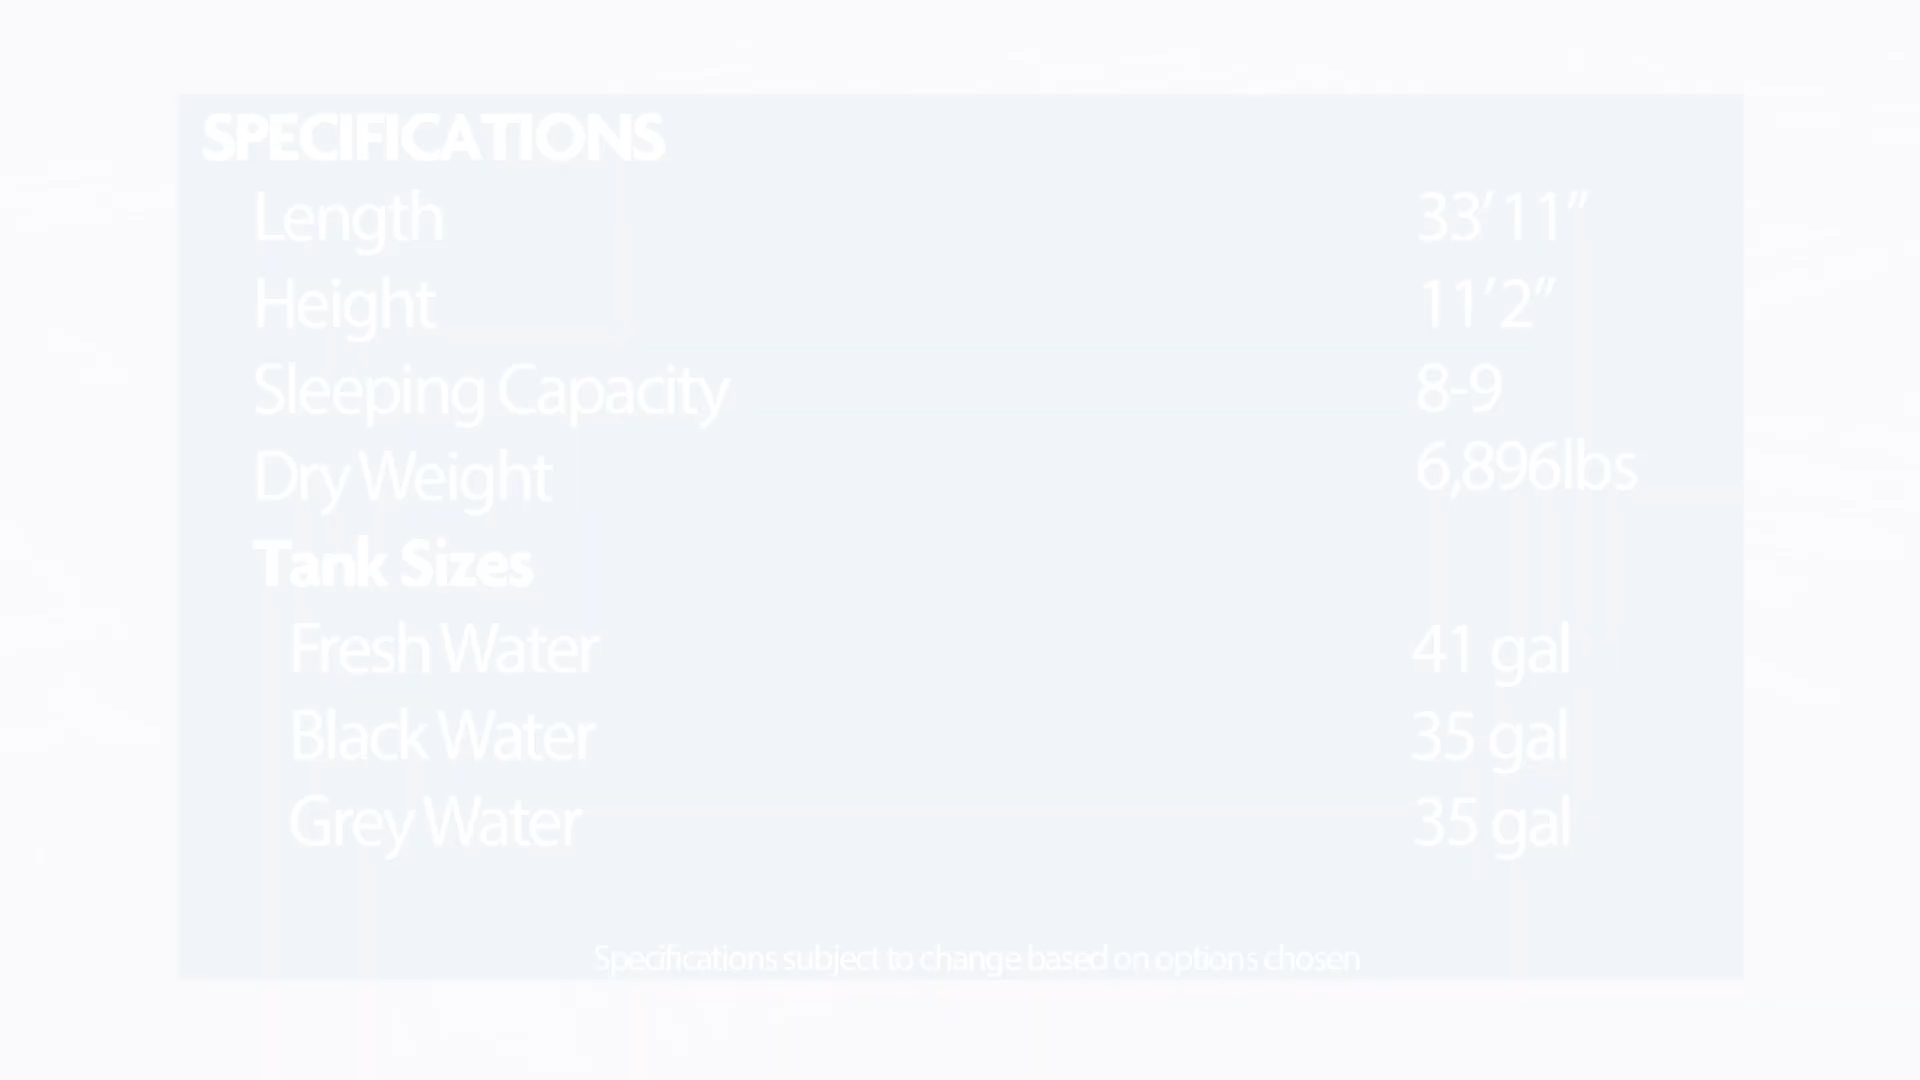 SPECIFICATIONS
Length 33’11”
Height 11’2”
Sleeping Capacity 8-9
Dry Weight 6,896lbs
Tank Sizes
Fresh Water 41 gal
Black Water 35 gal
Grey Water 35 gal
Specifications subject to change based on options chosen